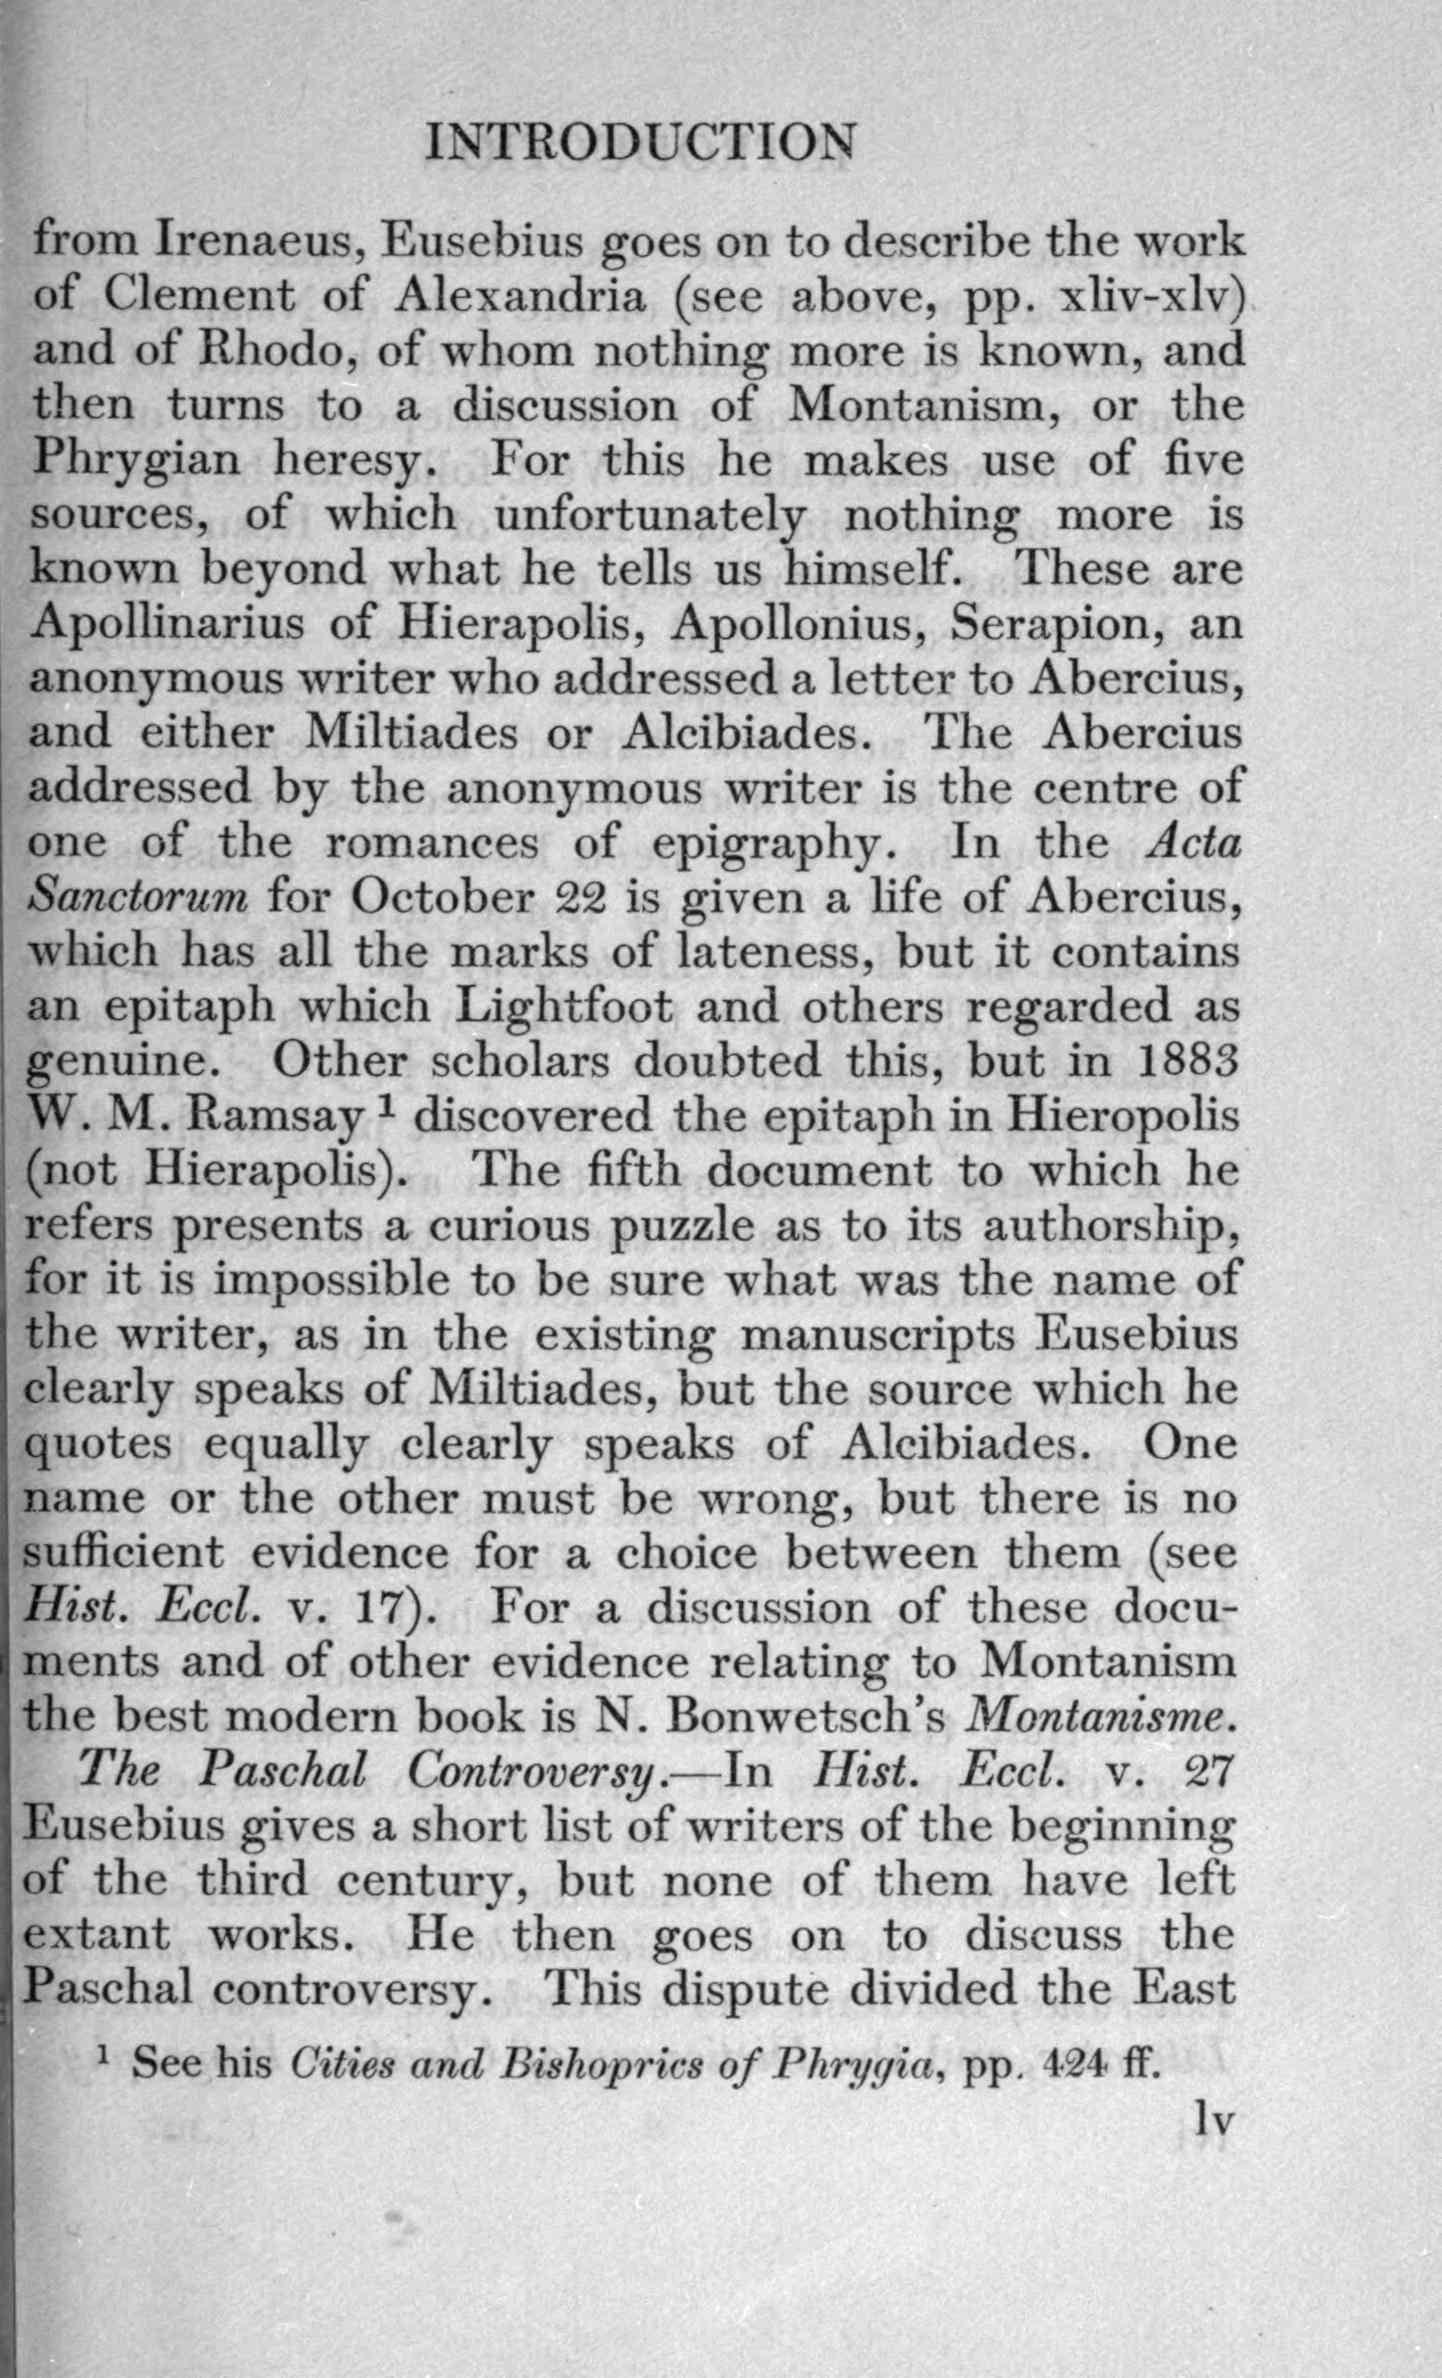 INTRODUCTION
from Irenaeus, Eusebius goes on to describe the work
of Clement of Alexandria (see above, pp. xliv-xlv)
and of Rhodo, of whom nothing more is known, and
then turns to a discussion of Montanism, or the
Phrygian heresy. For this he makes use of five
sources, of which unfortunately nothing more is
known beyond what he tells us himself. These are
Apollinarius of Hierapolis, Apollonius, Serapion, an
anonymous writer who addressed a letter to Abercius,
and either Miltiades or Alcibiades. The Abercius
addressed by the anonymous writer is the centre of
one of the romances of epigraphy. In the Acta
Sanctorum for October 22 is given a life of Abercius,
which has all the marks of lateness, but it contains
an epitaph which Lightfoot and others regarded as
genuine. Other scholars doubted this, but in 1883
W. M. Ramsay ¹ discovered the epitaph in Hieropolis
(not Hierapolis). The fifth document to which he
refers presents a curious puzzle as to its authorship,
for it is impossible to be sure what was the name of
the writer, as in the existing manuscripts Eusebius
clearly speaks of Miltiades, but the source which he
quotes equally clearly speaks of Alcibiades. One
name or the other must be wrong, but there is no
sufficient evidence for a choice between them (see
Hist. Eccl. v. 17). For a discussion of these docu-
ments and of other evidence relating to Montanism
the best modern book is N. Bonwetsch's Montanisme.
The Paschal Controversy.—In Hist. Eccl. v. 27
Eusebius gives a short list of writers of the beginning
of the third century, but none of them have left
extant works. He then goes on to discuss the
Paschal controversy. This dispute divided the East
¹ See his Cities and Bishoprics of Phrygia, pp. 424 ff.
lv